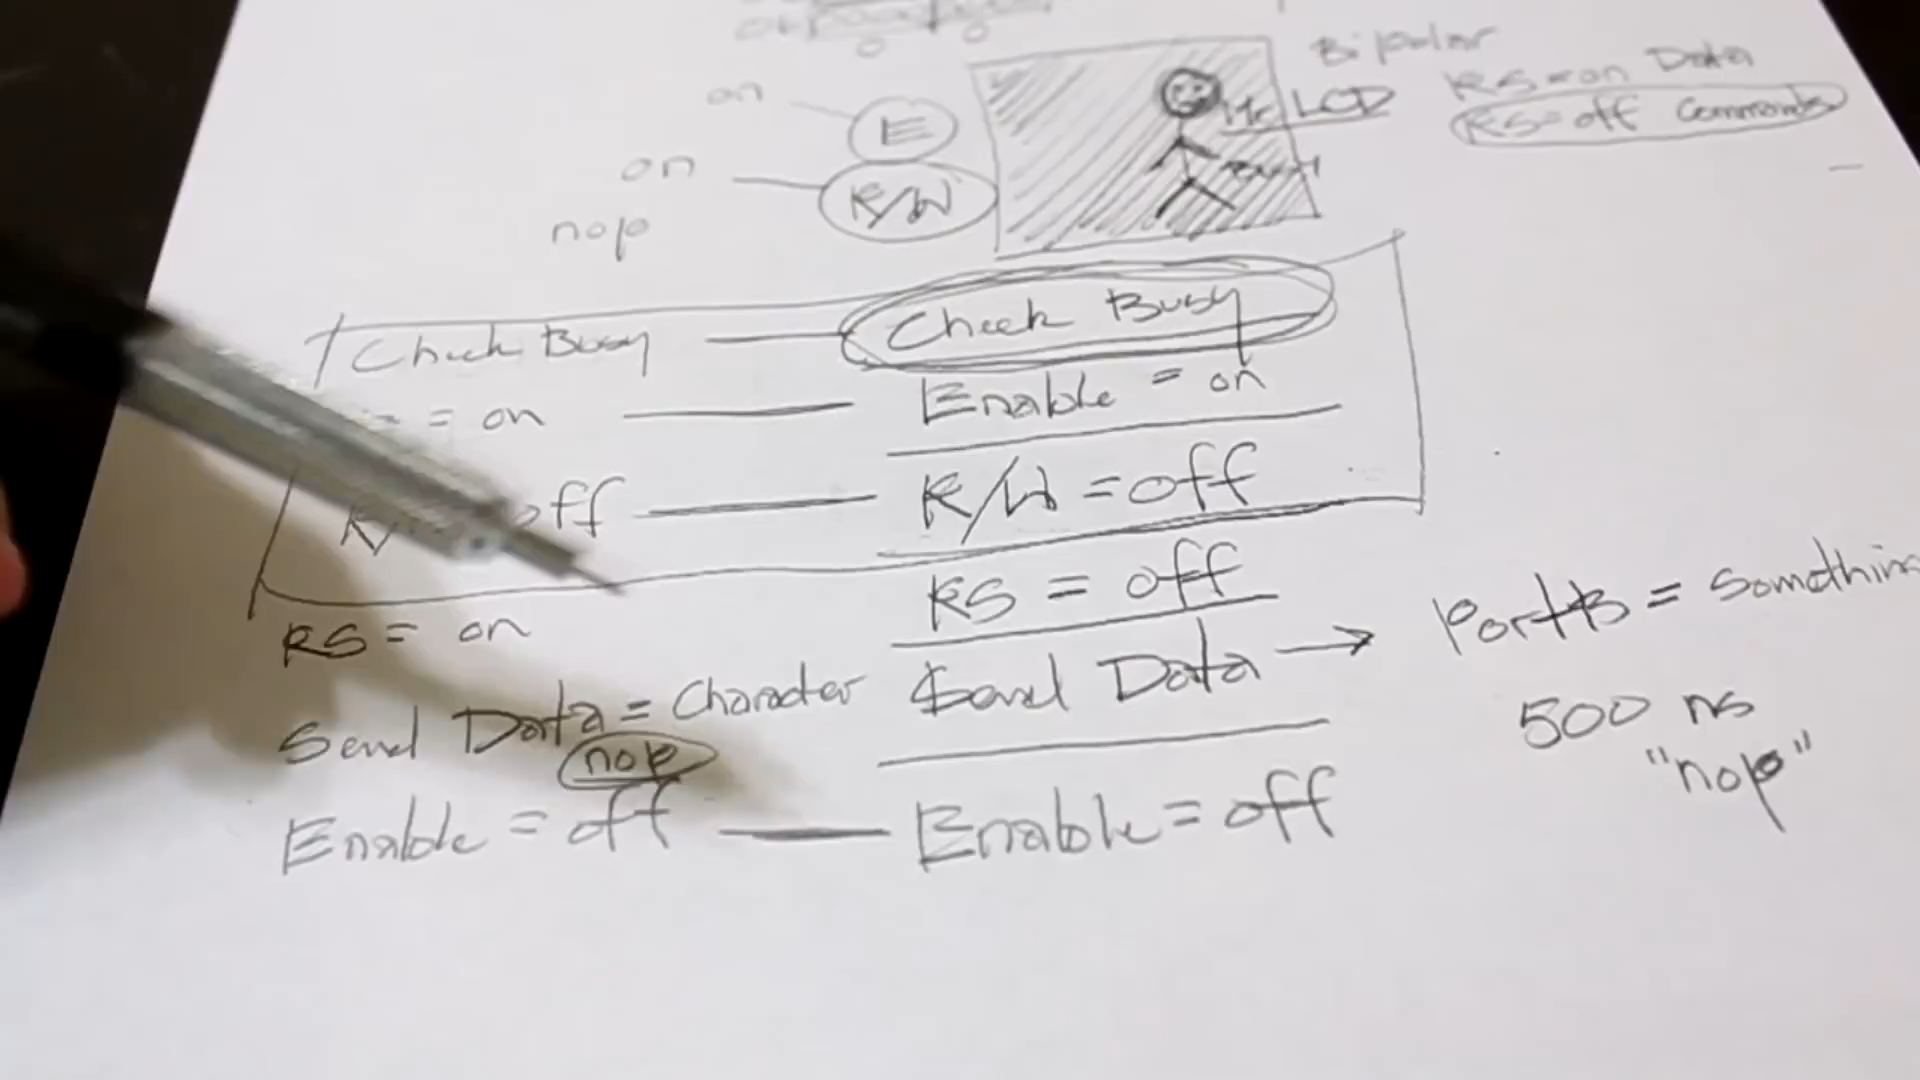 Bipolar
RS = on Data
RS = off Commands
Mr LCD
on
E
on
R/W
nop
Check Busy
Check Busy
= on
Enable = on
off
R/W = off
RS = off
RS = on
Send Data = Character
Send Data → PortB = Somethin
nop
500 ns
"nop"
Enable = off
Enable = off